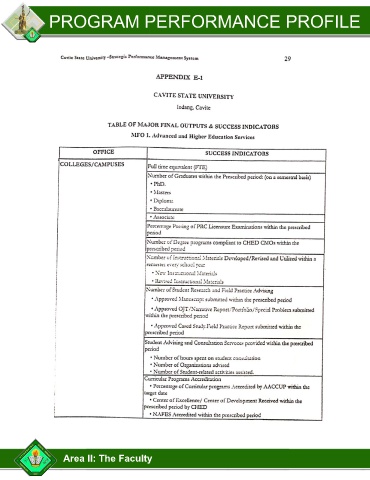 PROGRAM PERFORMANCE PROFILE
Cavite State University -Strategic Performance Management System 29
APPENDIX E-1
CAVITE STATE UNIVERSITY
Indang, Cavite
TABLE OF MAJOR FINAL OUTPUTS & SUCCESS INDICATORS
MFO 1. Advanced and Higher Education Services
OFFICE SUCCESS INDICATORS
COLLEGES/CAMPUSES Full time equivalent (FTE)
Number of Graduates within the Prescribed period: (on a semestral basis)
• PhD.
• Masters
• Diploma
• Baccalaureate
• Associate
Percentage Passing of PRC Licensure Examinations within the prescribed
period
Number of Degree programs compliant to CHED CMOs within the
prescribed period
Number of Instructional Materials Developed/Revised and Utilized within a
semester every school year
• New Instructional Materials
• Revised Instructional Materials
Number of Student Research and Field Practice Advising
• Approved Manuscript submitted within the prescribed period
• Approved OJT /Narrative Report/Portfolio/Special Problem submitted
within the prescribed period
• Approved Cased Study.Field Practice Report submitted within the
prescribed period
Student Advising and Consultation Services provided within the prescribed
period
• Number of hours spent on student consultation
• Number of Organizations advised
• Number of Student-related activities assisted.
Curricular Programs Accreditation
• Percentage of Curricular programs Accredited by AACCUP within the
target date
• Center of Excellence/ Center of Development Received within the
prescribed period by CHED
• NAFES Accredited within the prescribed period
Area II: The Faculty